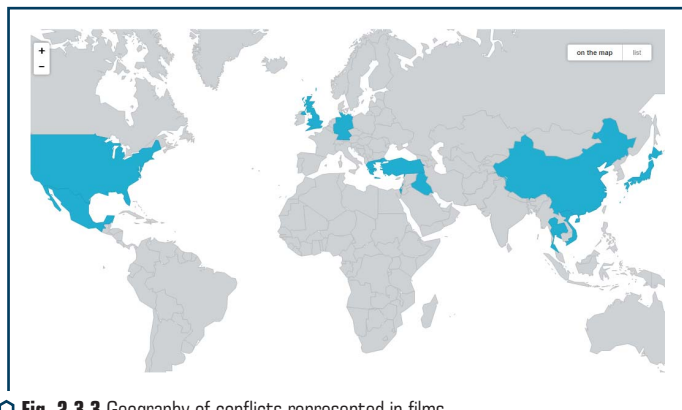 +
on the map list
–
Fig. 2.3.3 Geography of conflicts represented in films